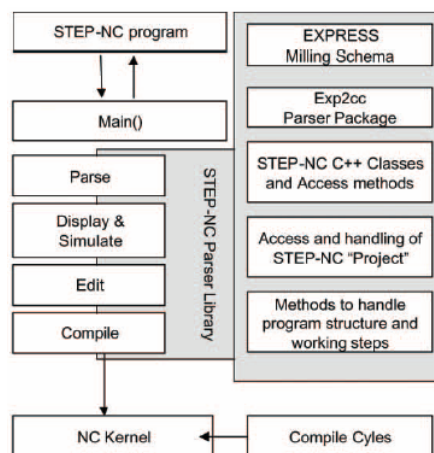 STEP-NC program
Main()
Parse
Display &
Simulate
Edit
Compile
NC Kernel
STEP-NC Parser Library
EXPRESS
Milling Schema
Exp2cc
Parser Package
STEP-NC C++ Classes
and Access methods
Access and handling of
STEP-NC "Project"
Methods to handle
program structure and
working steps
Compile Cyles